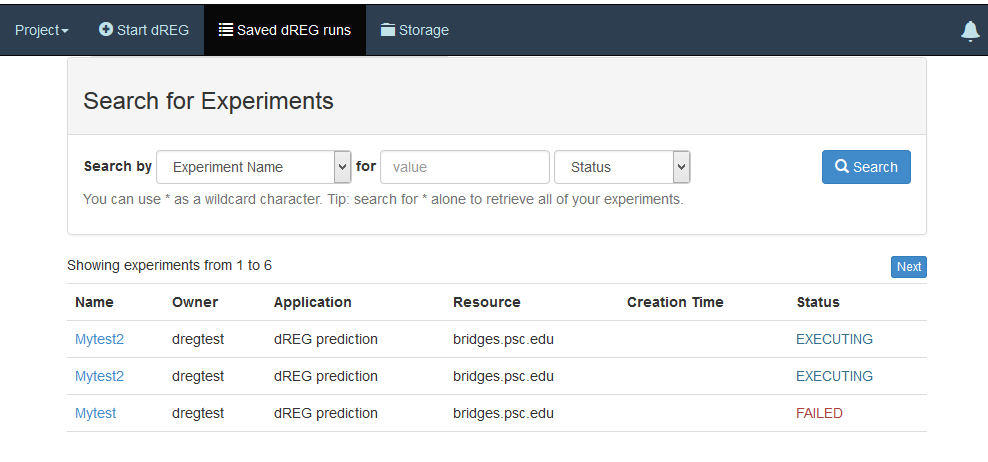 Project Start dREG Saved dREG runs Storage
Search for Experiments
Search by Experiment Name for value Status Search
You can use * as a wildcard character. Tip: search for * alone to retrieve all of your experiments.
Showing experiments from 1 to 6 Next
Name Owner Application Resource Creation Time Status
Mytest2 dregtest dREG prediction bridges.psc.edu EXECUTING
Mytest2 dregtest dREG prediction bridges.psc.edu EXECUTING
Mytest dregtest dREG prediction bridges.psc.edu FAILED